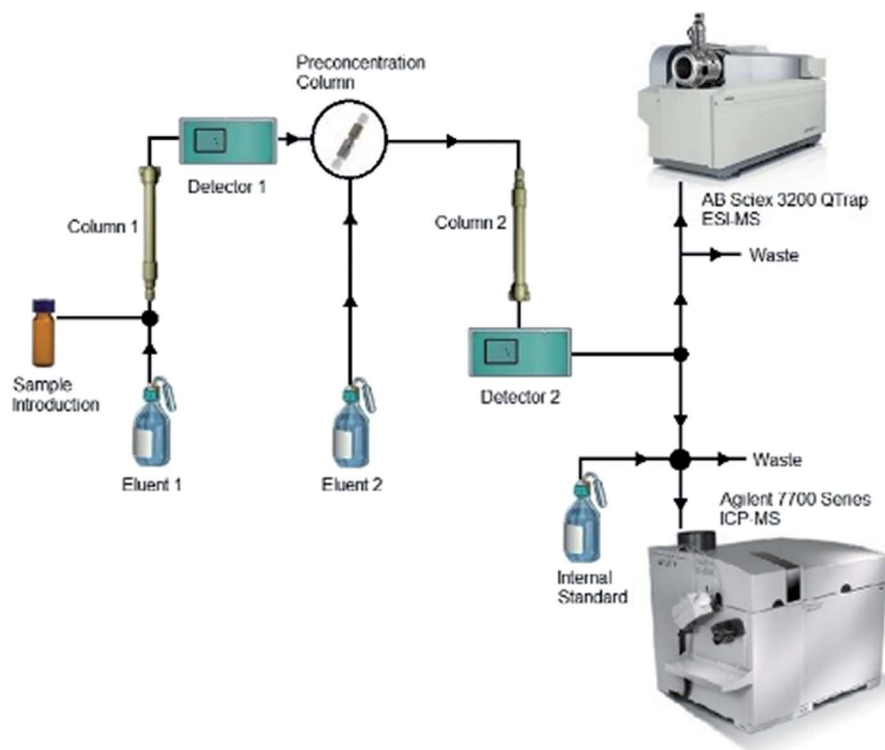 Preconcentration
Column
Detector 1
Column 1
Column 2
AB Sciex 3200 QTrap
ESI-MS
Waste
Sample
Introduction
Detector 2
Eluent 1
Eluent 2
Waste
Agilent 7700 Series
ICP-MS
Internal
Standard